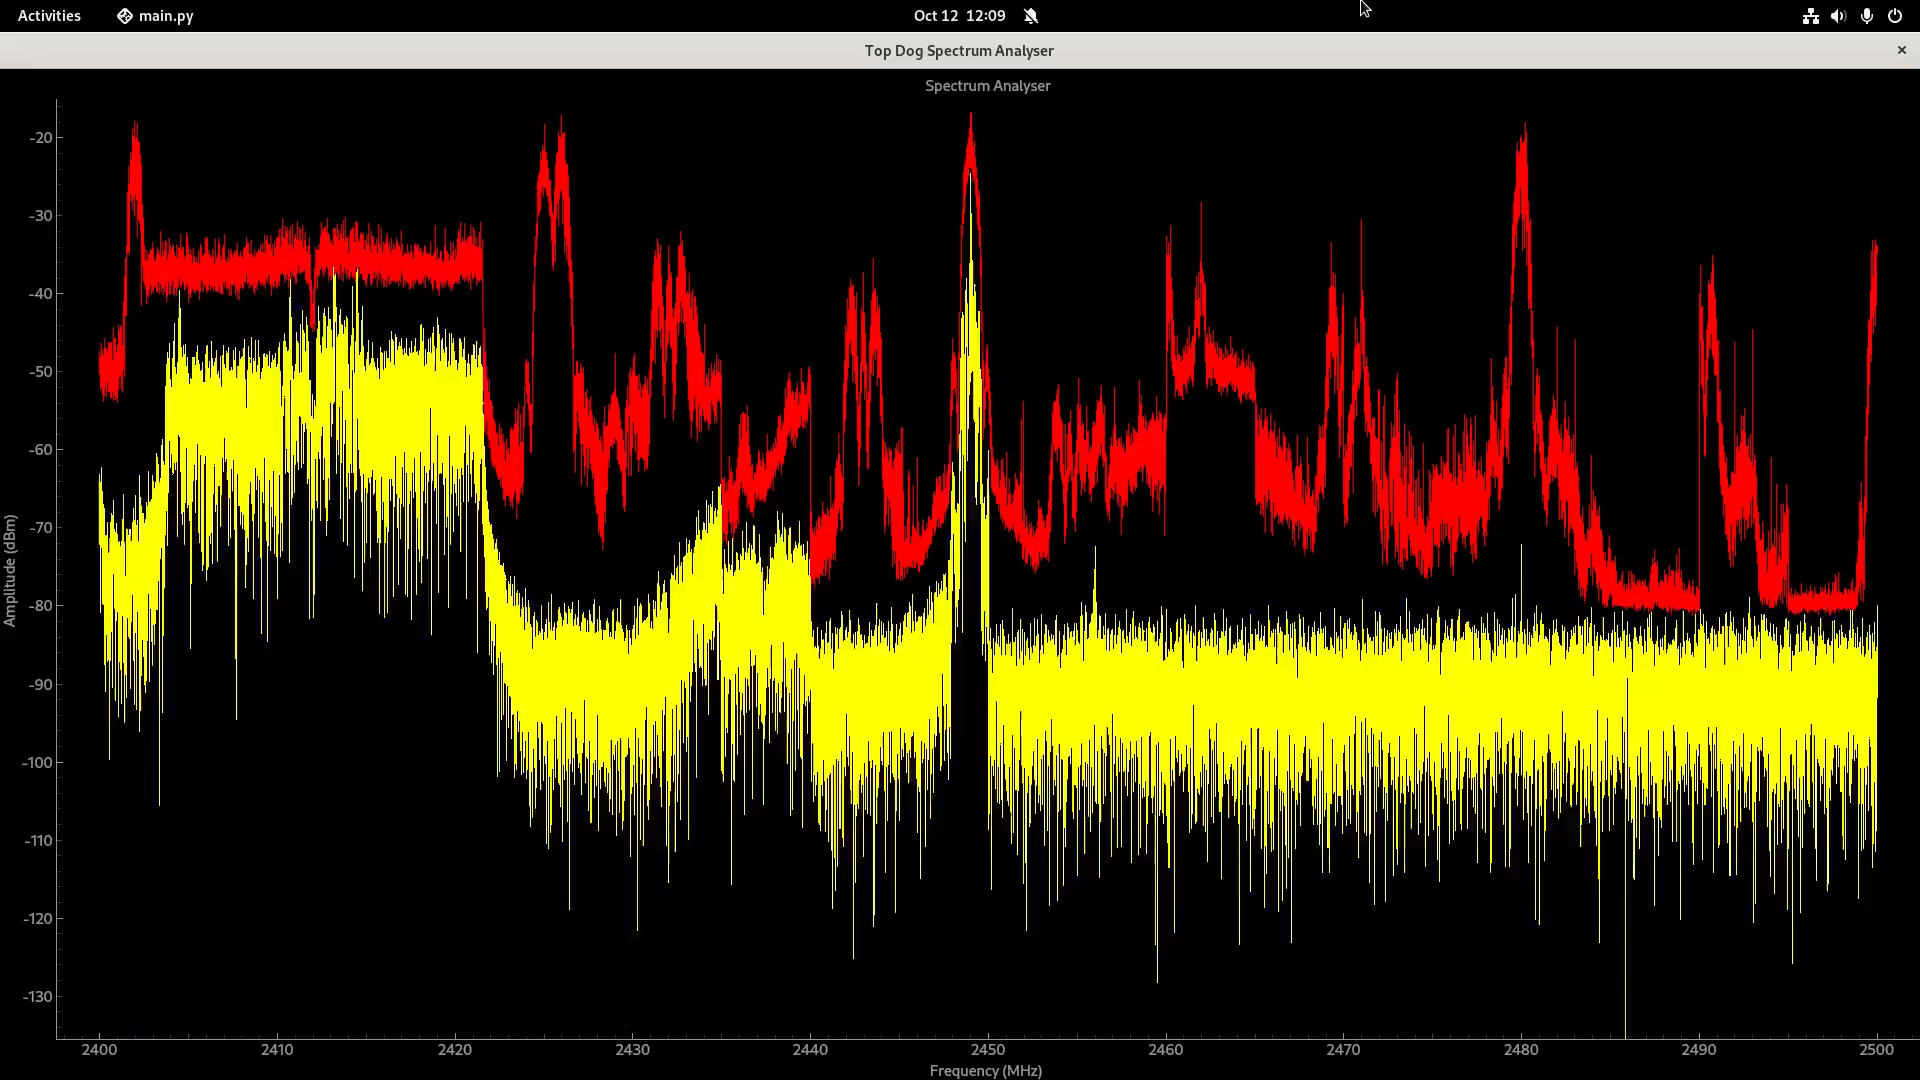 Activities main.py Oct 12 12:09
Top Dog Spectrum Analyser
Spectrum Analyser
-20
-30
-40
-50
-60
-70
-80
-90
-100
-110
-120
-130
Amplitude (dBm)
2400 2410 2420 2430 2440 2450 2460 2470 2480 2490 2500
Frequency (MHz)